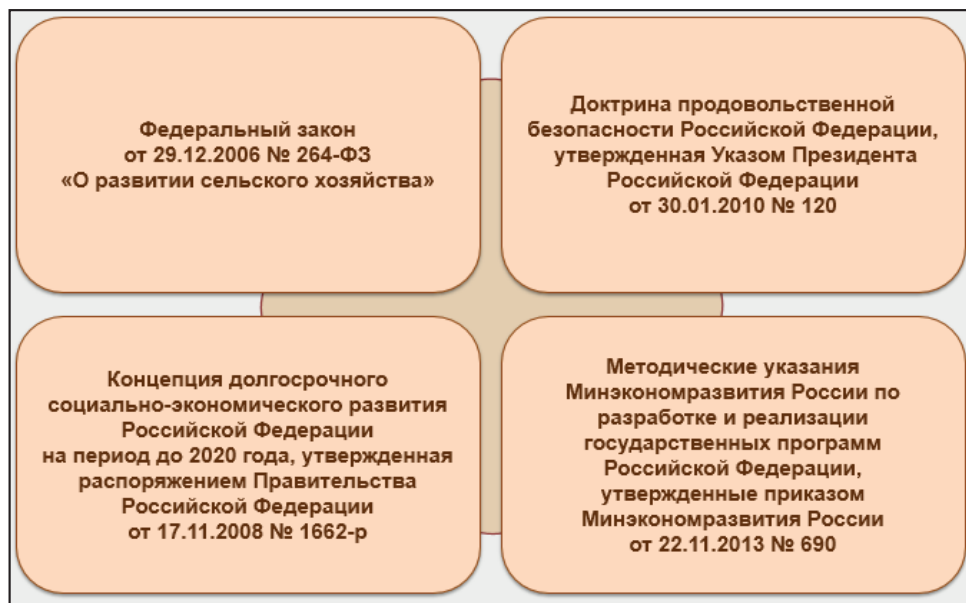 Федеральный закон
от 29.12.2006 № 264-ФЗ
«О развитии сельского хозяйства»
Доктрина продовольственной
безопасности Российской Федерации,
утвержденная Указом Президента
Российской Федерации
от 30.01.2010 № 120
Концепция долгосрочного
социально-экономического развития
Российской Федерации
на период до 2020 года, утвержденная
распоряжением Правительства
Российской Федерации
от 17.11.2008 № 1662-р
Методические указания
Минэкономразвития России по
разработке и реализации
государственных программ
Российской Федерации,
утвержденные приказом
Минэкономразвития России
от 22.11.2013 № 690